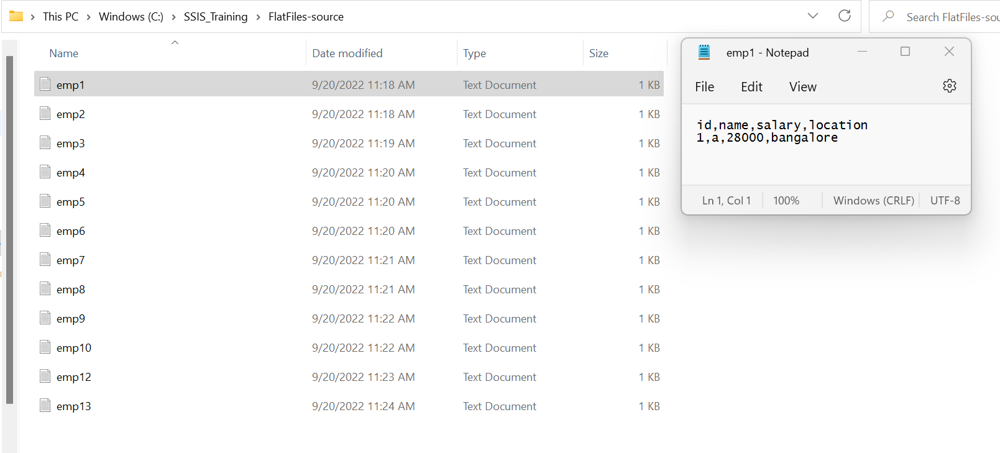 This PC > Windows (C:) > SSIS_Training > FlatFiles-source
Search FlatFiles-sou
Name Date modified Type Size
emp1 9/20/2022 11:18 AM Text Document 1 KB
emp2 9/20/2022 11:18 AM Text Document 1 KB
emp3 9/20/2022 11:19 AM Text Document 1 KB
emp4 9/20/2022 11:20 AM Text Document 1 KB
emp5 9/20/2022 11:20 AM Text Document 1 KB
emp6 9/20/2022 11:20 AM Text Document 1 KB
emp7 9/20/2022 11:21 AM Text Document 1 KB
emp8 9/20/2022 11:21 AM Text Document 1 KB
emp9 9/20/2022 11:22 AM Text Document 1 KB
emp10 9/20/2022 11:22 AM Text Document 1 KB
emp12 9/20/2022 11:23 AM Text Document 1 KB
emp13 9/20/2022 11:24 AM Text Document 1 KB
emp1 - Notepad
File Edit View
id,name,salary,location
1,a,28000,bangalore
Ln 1, Col 1 100% Windows (CRLF) UTF-8